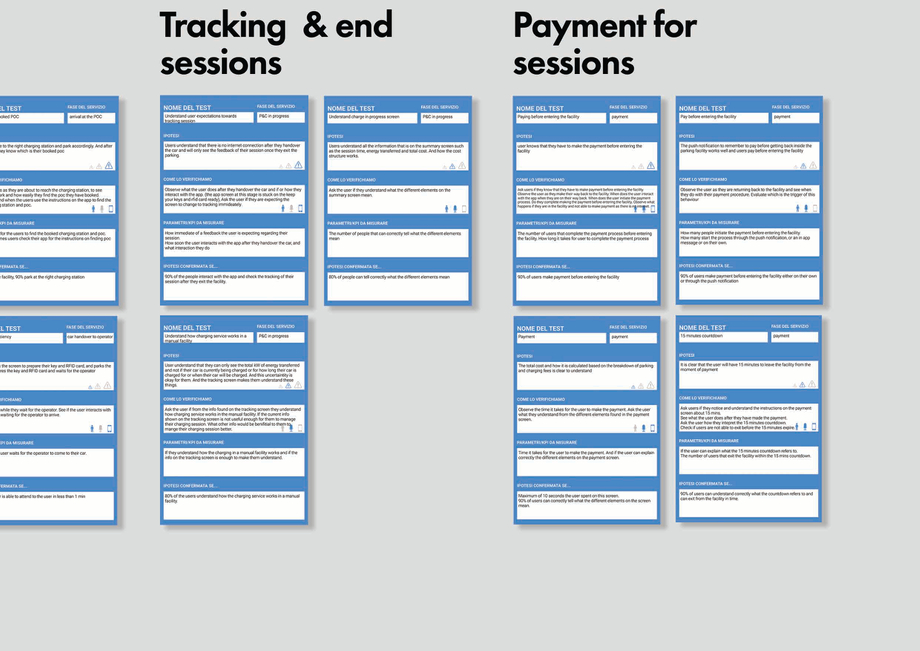 Tracking & end
sessions
Payment for
sessions
DEL TEST
FASE DEL SERVIZIO
booked POC
arrival at the POC
to the right charging station and parks accordingly. And after
know which is their booked poc
as they are about to reach the charging station, to see
and how easily they find the poc they have booked.
and when the users use the instructions on the app to find the
station and poc.
PI DA MISURARE
for the users to find the booked charging station and poc.
users check their app for the instructions on finding poc
CONFERMATA SE...
facility. 90% park at the right charging station
NOME DEL TEST
FASE DEL SERVIZIO
Understand user expectations towards
tracking session
P&C in progress
IPOTESI
Users understand that there is no internet connection after they handover
the car and will only see the feedback of their session once they exit the
parking.
COME LO VERIFICHIAMO
Observe what the user does after they handover the car and if or how they
interact with the app. (the app screen at this stage is stuck on the keep
your keys and rfid card ready). Ask the user if they are expecting the
screen to change to tracking immediately.
PARAMETRI/KPI DA MISURARE
How immediate of a feedback the user is expecting regarding their
session.
How soon the user interacts with the app after they handover the car, and
what interaction they do
IPOTESI CONFERMATA SE...
90% of the people interact with the app and check the tracking of their
session after they exit the facility.
NOME DEL TEST
FASE DEL SERVIZIO
Understand charge in-progress screen
P&C in progress
IPOTESI
Users understand all the information that is on the summary screen such
as the session time, energy transferred and total cost. And how the cost
structure works.
COME LO VERIFICHIAMO
Ask the user if they understand what the different elements on the
summary screen mean.
PARAMETRI/KPI DA MISURARE
The number of people that can correctly tell what the different elements
mean
IPOTESI CONFERMATA SE...
80% of people can tell correctly what the different elements mean
NOME DEL TEST
FASE DEL SERVIZIO
Paying before entering the facility
payment
IPOTESI
user knows that they have to make the payment before entering the
facility
COME LO VERIFICHIAMO
Ask users if they know that they have to make payment before entering the facility.
Observe the user as they make their way back to the facility. When does the user interact
with the app when they are on their way back. When does the user initiate the payment
process. Do they complete making the payment before entering the facility. Observe what
happens if they are in the facility and not able to make payment as there is no internet
PARAMETRI/KPI DA MISURARE
The number of users that complete the payment process before entering
the facility. How long it takes for user to complete the payment process
IPOTESI CONFERMATA SE...
90% of users make payment before entering the facility
NOME DEL TEST
FASE DEL SERVIZIO
Pay before entering the facility
payment
IPOTESI
The push notification to remember to pay before getting back inside the
parking facility works well and users pay before entering the facility
COME LO VERIFICHIAMO
Observe the user as they are returning back to the facility and see when
they do with their payment process. Evaluate which is the trigger of this
behaviour
PARAMETRI/KPI DA MISURARE
How many people initiate the payment before entering the facility.
How many start the process through the push notification, or an in app
message or on their own.
IPOTESI CONFERMATA SE...
90% of users make payment before entering the facility either on their own
or through the push notification
FASE DEL SERVIZIO
car handover to operator
the screen to prepare their key and RFID card, and parks the
the key and RFID card and waits for the operator
while they wait for the operator. See if the user interacts with
waiting for the operator to arrive.
PI DA MISURARE
user waits for the operator to come to their car
CONFERMATA SE...
is able to attend to the user in less than 1 min
NOME DEL TEST
FASE DEL SERVIZIO
Understand how charging service works in a
manual facility
P&C in progress
IPOTESI
User understand that they can only see the total kW of energy transferred
and not if their car is currently being charged or for how long their car is
charged for or when their car will be charged. And this uncertainity is
okay for them. And the tracking screen makes them understand these
things.
COME LO VERIFICHIAMO
Ask the user if from the info found on the tracking screen they understand
how charging service works in the manual facility. If the current info
shown on the tracking screen is not useful enough for them to manage
their charging session. What other info would be benifitial to them to
manage their charging session better.
PARAMETRI/KPI DA MISURARE
If they understand how the charging in a manual facility works and if the
info on the tracking screen is enough to make them understand.
IPOTESI CONFERMATA SE...
80% of the users understand how the charging service works in a manual
facility.
NOME DEL TEST
FASE DEL SERVIZIO
Payment
payment
IPOTESI
The total cost and how it is calculated based on the breakdown of parking
and charging fees is clear to understand
COME LO VERIFICHIAMO
Observe the time it takes for the user to make the payment. Ask the user
what they understand from the different elements found in the payment
screen.
PARAMETRI/KPI DA MISURARE
Time it takes for the user to make the payment. And if the user can explain
correctly the different elements on the payment screen.
IPOTESI CONFERMATA SE...
Maximum of 10 seconds the user spent on this screen.
90% of users can correctly tell what the different elements on the screen
mean
NOME DEL TEST
FASE DEL SERVIZIO
15 minutes countdown
payment
IPOTESI
It is clear that the user will have 15 minutes to leave the facility from the
moment of payment
COME LO VERIFICHIAMO
Ask users if they notice and understand the instructions on the payment
screen about 15 mins.
See what the user does after they have made the payment.
Ask the user how they intepret the 15 minutes countdown.
Check if users are not able to exit before the 15 minutes expire.
PARAMETRI/KPI DA MISURARE
If the user can explain what the 15 minutes countdown refers to.
The number of users that exit the facility within the 15 mins countdown
IPOTESI CONFERMATA SE...
90% of users can understand correctly what the countdown refers to and
can exit from the facility in time.